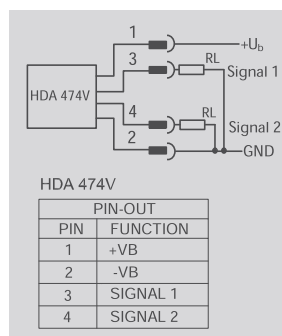 1
+Ub
3
RL
Signal 1
HDA 474V
4
RL
Signal 2
2
GND
HDA 474V
PIN-OUT
PIN FUNCTION
1 +VB
2 -VB
3 SIGNAL 1
4 SIGNAL 2